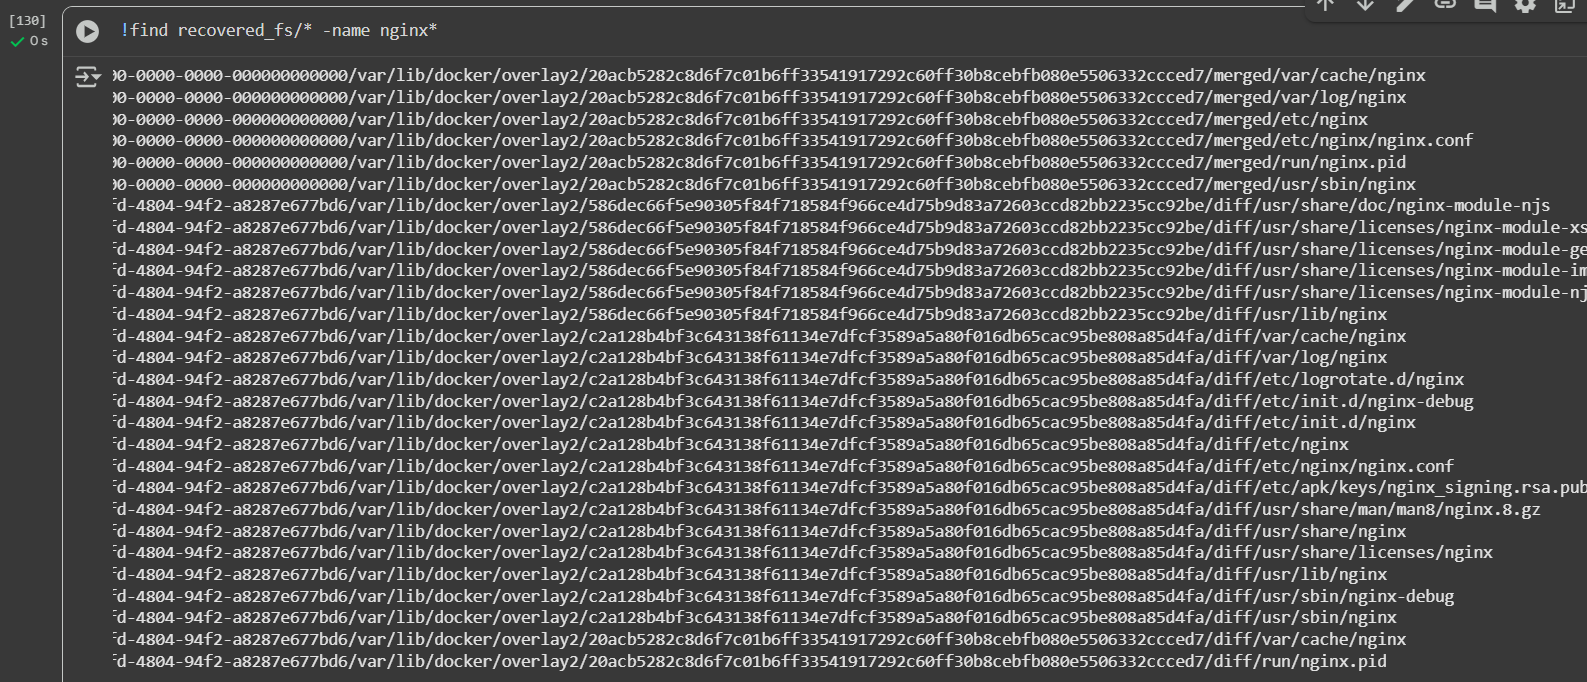 [130]
0 s
!find recovered_fs/* -name nginx*
00-0000-0000-000000000000/var/lib/docker/overlay2/20acb5282c8d6f7c01b6ff33541917292c60ff30b8cebfb080e5506332ccced7/merged/var/cache/nginx
00-0000-0000-000000000000/var/lib/docker/overlay2/20acb5282c8d6f7c01b6ff33541917292c60ff30b8cebfb080e5506332ccced7/merged/var/log/nginx
00-0000-0000-000000000000/var/lib/docker/overlay2/20acb5282c8d6f7c01b6ff33541917292c60ff30b8cebfb080e5506332ccced7/merged/etc/nginx
00-0000-0000-000000000000/var/lib/docker/overlay2/20acb5282c8d6f7c01b6ff33541917292c60ff30b8cebfb080e5506332ccced7/merged/etc/nginx/nginx.conf
00-0000-0000-000000000000/var/lib/docker/overlay2/20acb5282c8d6f7c01b6ff33541917292c60ff30b8cebfb080e5506332ccced7/merged/run/nginx.pid
00-0000-0000-000000000000/var/lib/docker/overlay2/20acb5282c8d6f7c01b6ff33541917292c60ff30b8cebfb080e5506332ccced7/merged/usr/sbin/nginx
fd-4804-94f2-a8287e677bd6/var/lib/docker/overlay2/586dec66f5e90305f84f718584f966ce4d75b9d83a72603ccd82bb2235cc92be/diff/usr/share/doc/nginx-module-njs
fd-4804-94f2-a8287e677bd6/var/lib/docker/overlay2/586dec66f5e90305f84f718584f966ce4d75b9d83a72603ccd82bb2235cc92be/diff/usr/share/licenses/nginx-module-xs
fd-4804-94f2-a8287e677bd6/var/lib/docker/overlay2/586dec66f5e90305f84f718584f966ce4d75b9d83a72603ccd82bb2235cc92be/diff/usr/share/licenses/nginx-module-ge
fd-4804-94f2-a8287e677bd6/var/lib/docker/overlay2/586dec66f5e90305f84f718584f966ce4d75b9d83a72603ccd82bb2235cc92be/diff/usr/share/licenses/nginx-module-im
fd-4804-94f2-a8287e677bd6/var/lib/docker/overlay2/586dec66f5e90305f84f718584f966ce4d75b9d83a72603ccd82bb2235cc92be/diff/usr/share/licenses/nginx-module-nj
fd-4804-94f2-a8287e677bd6/var/lib/docker/overlay2/586dec66f5e90305f84f718584f966ce4d75b9d83a72603ccd82bb2235cc92be/diff/usr/lib/nginx
fd-4804-94f2-a8287e677bd6/var/lib/docker/overlay2/c2a128b4bf3c643138f61134e7dfcf3589a5a80f016db65cac95be808a85d4fa/diff/var/cache/nginx
fd-4804-94f2-a8287e677bd6/var/lib/docker/overlay2/c2a128b4bf3c643138f61134e7dfcf3589a5a80f016db65cac95be808a85d4fa/diff/var/log/nginx
fd-4804-94f2-a8287e677bd6/var/lib/docker/overlay2/c2a128b4bf3c643138f61134e7dfcf3589a5a80f016db65cac95be808a85d4fa/diff/etc/logrotate.d/nginx
fd-4804-94f2-a8287e677bd6/var/lib/docker/overlay2/c2a128b4bf3c643138f61134e7dfcf3589a5a80f016db65cac95be808a85d4fa/diff/etc/init.d/nginx-debug
fd-4804-94f2-a8287e677bd6/var/lib/docker/overlay2/c2a128b4bf3c643138f61134e7dfcf3589a5a80f016db65cac95be808a85d4fa/diff/etc/init.d/nginx
fd-4804-94f2-a8287e677bd6/var/lib/docker/overlay2/c2a128b4bf3c643138f61134e7dfcf3589a5a80f016db65cac95be808a85d4fa/diff/etc/nginx
fd-4804-94f2-a8287e677bd6/var/lib/docker/overlay2/c2a128b4bf3c643138f61134e7dfcf3589a5a80f016db65cac95be808a85d4fa/diff/etc/nginx/nginx.conf
fd-4804-94f2-a8287e677bd6/var/lib/docker/overlay2/c2a128b4bf3c643138f61134e7dfcf3589a5a80f016db65cac95be808a85d4fa/diff/etc/apk/keys/nginx_signing.rsa.pub
fd-4804-94f2-a8287e677bd6/var/lib/docker/overlay2/c2a128b4bf3c643138f61134e7dfcf3589a5a80f016db65cac95be808a85d4fa/diff/usr/share/man/man8/nginx.8.gz
fd-4804-94f2-a8287e677bd6/var/lib/docker/overlay2/c2a128b4bf3c643138f61134e7dfcf3589a5a80f016db65cac95be808a85d4fa/diff/usr/share/nginx
fd-4804-94f2-a8287e677bd6/var/lib/docker/overlay2/c2a128b4bf3c643138f61134e7dfcf3589a5a80f016db65cac95be808a85d4fa/diff/usr/share/licenses/nginx
fd-4804-94f2-a8287e677bd6/var/lib/docker/overlay2/c2a128b4bf3c643138f61134e7dfcf3589a5a80f016db65cac95be808a85d4fa/diff/usr/lib/nginx
fd-4804-94f2-a8287e677bd6/var/lib/docker/overlay2/c2a128b4bf3c643138f61134e7dfcf3589a5a80f016db65cac95be808a85d4fa/diff/usr/sbin/nginx-debug
fd-4804-94f2-a8287e677bd6/var/lib/docker/overlay2/c2a128b4bf3c643138f61134e7dfcf3589a5a80f016db65cac95be808a85d4fa/diff/usr/sbin/nginx
fd-4804-94f2-a8287e677bd6/var/lib/docker/overlay2/20acb5282c8d6f7c01b6ff33541917292c60ff30b8cebfb080e5506332ccced7/diff/var/cache/nginx
fd-4804-94f2-a8287e677bd6/var/lib/docker/overlay2/20acb5282c8d6f7c01b6ff33541917292c60ff30b8cebfb080e5506332ccced7/diff/run/nginx.pid